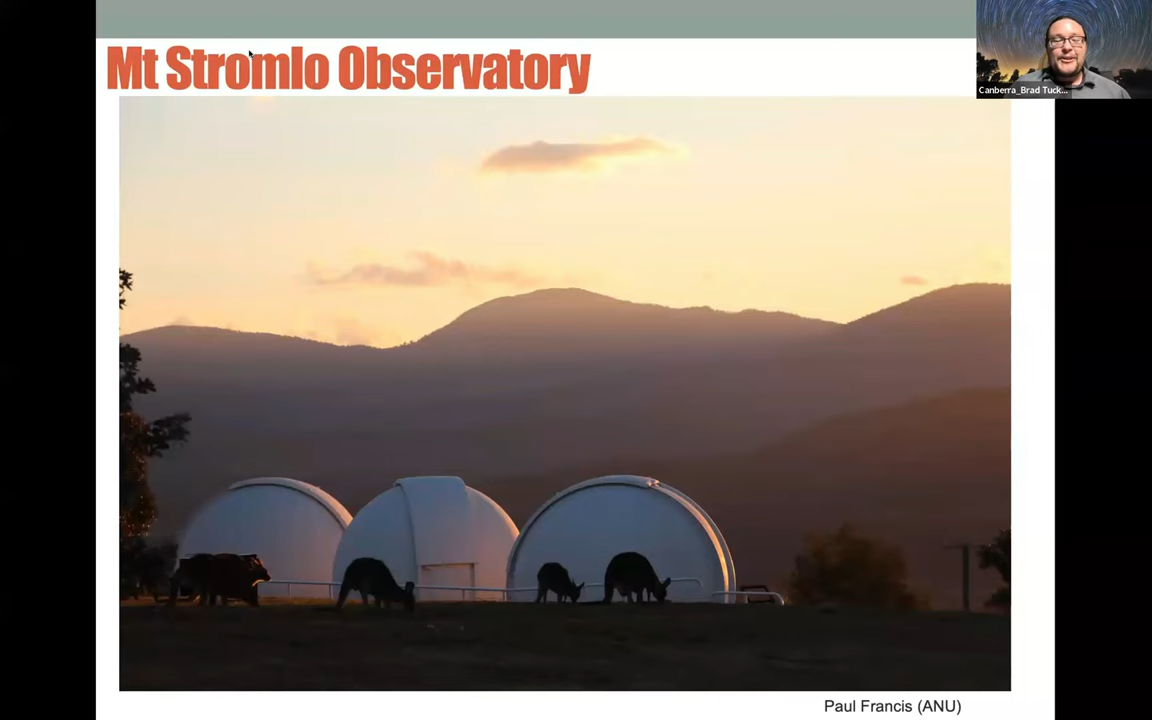 Mt Stromlo Observatory
Canberra_Brad Tuck...
Paul Francis (ANU)